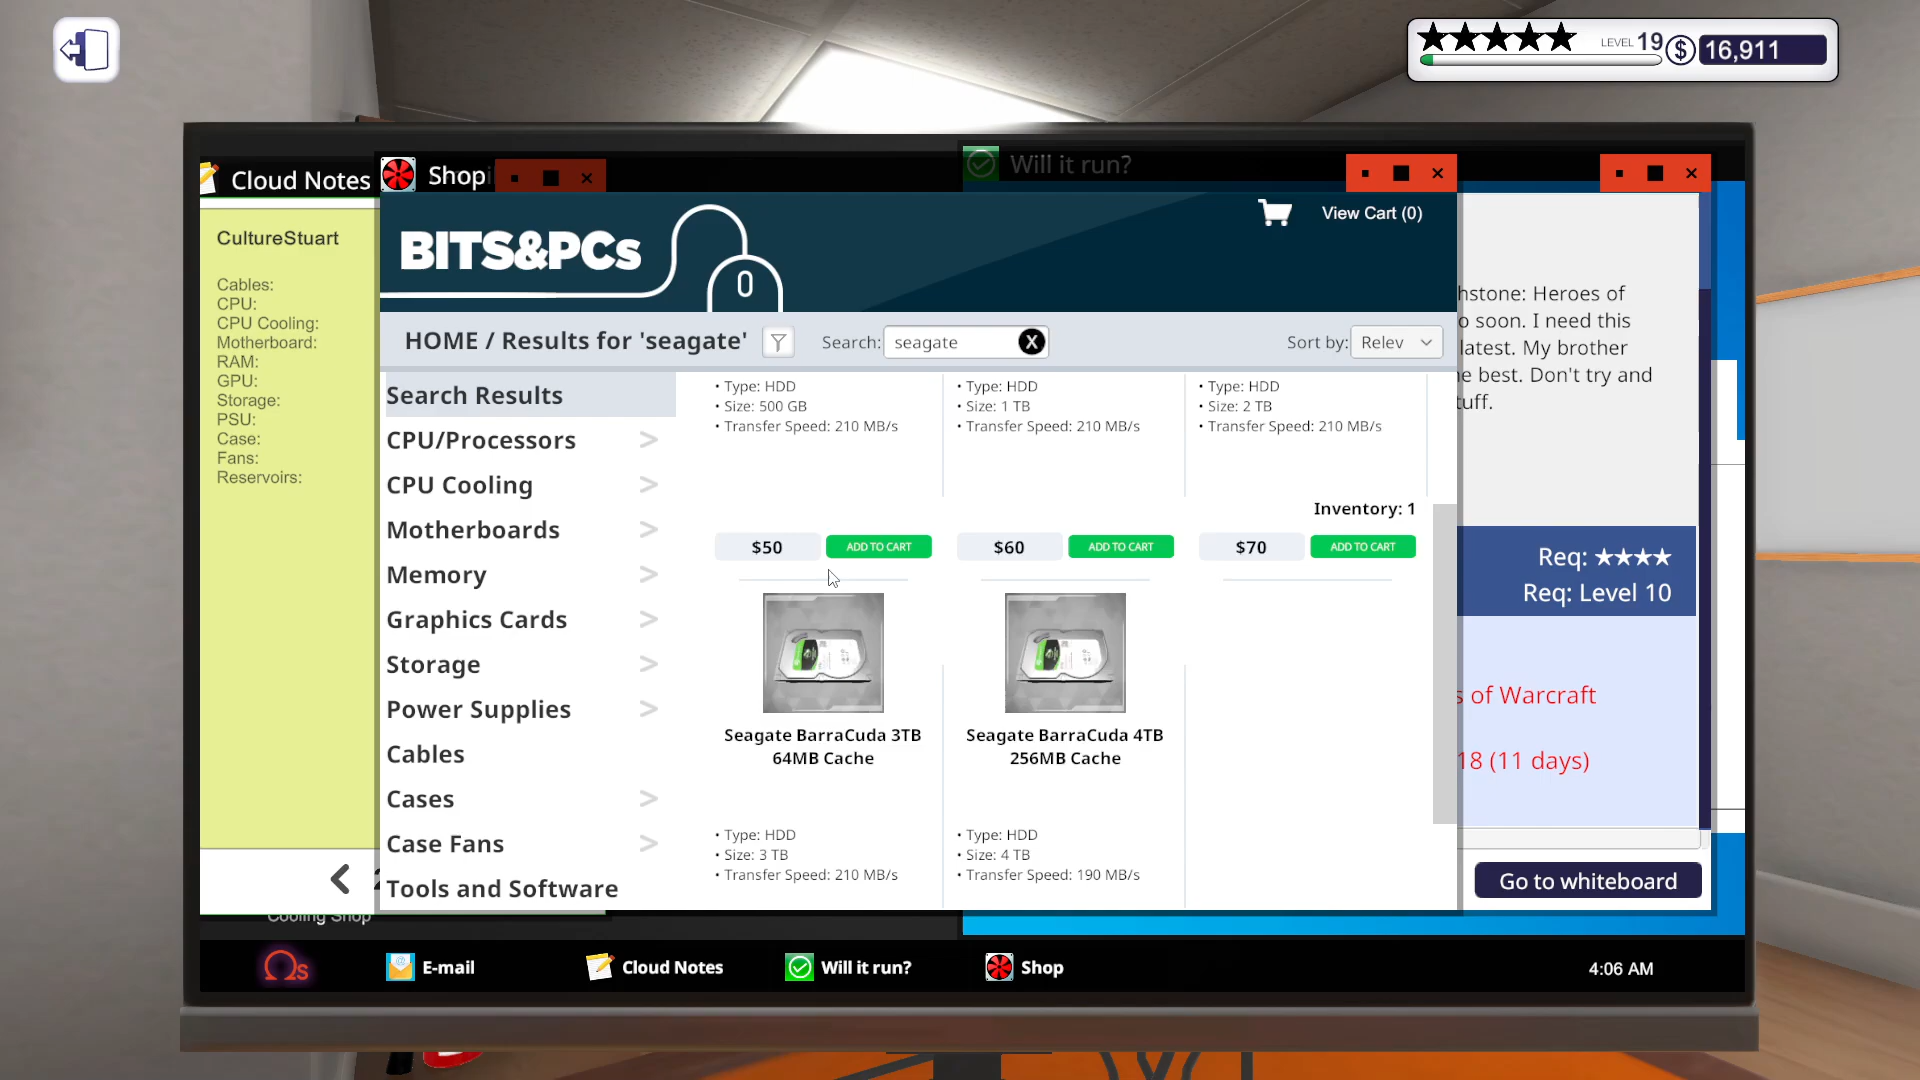 LEVEL 19
$ 16,911
Cloud Notes
Shop
Will it run?
CultureStuart
Cables:
CPU:
CPU Cooling:
Motherboard:
RAM:
GPU:
Storage:
PSU:
Case:
Fans:
Reservoirs:
BITS&PCs
View Cart (0)
HOME / Results for 'seagate'
Search: seagate X
Sort by: Relev
Search Results
CPU/Processors >
CPU Cooling >
Motherboards >
Memory >
Graphics Cards >
Storage >
Power Supplies >
Cables
Cases >
Case Fans >
Tools and Software
• Type: HDD
• Size: 500 GB
• Transfer Speed: 210 MB/s
$50 ADD TO CART
• Type: HDD
• Size: 1 TB
• Transfer Speed: 210 MB/s
$60 ADD TO CART
• Type: HDD
• Size: 2 TB
• Transfer Speed: 210 MB/s
Inventory: 1
$70 ADD TO CART
Seagate BarraCuda 3TB
64MB Cache
• Type: HDD
• Size: 3 TB
• Transfer Speed: 210 MB/s
Seagate BarraCuda 4TB
256MB Cache
• Type: HDD
• Size: 4 TB
• Transfer Speed: 190 MB/s
hstone: Heroes of
o soon. I need this
latest. My brother
e best. Don't try and
tuff.
Req: ★★★★
Req: Level 10
s of Warcraft
18 (11 days)
Go to whiteboard
Cooling Shop
Ωs
E-mail
Cloud Notes
Will it run?
Shop
4:06 AM